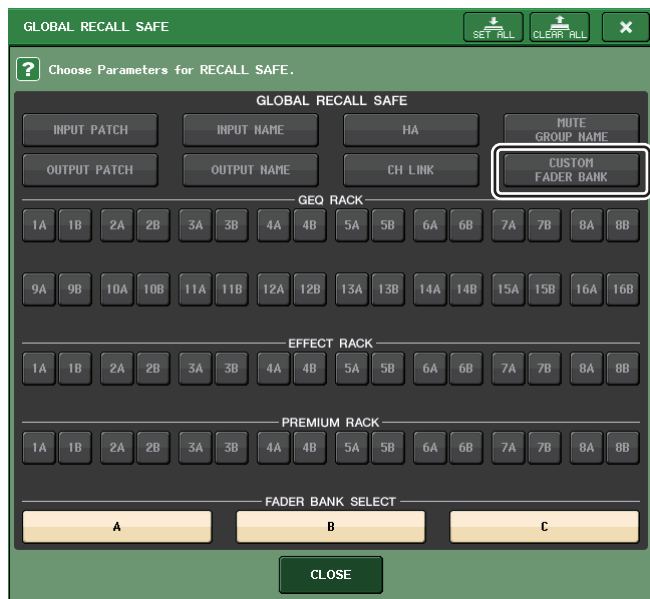 GLOBAL RECALL SAFE
SET ALL
CLEAR ALL
×
? Choose Parameters for RECALL SAFE.
GLOBAL RECALL SAFE
INPUT PATCH INPUT NAME HA MUTE GROUP NAME
OUTPUT PATCH OUTPUT NAME CH LINK CUSTOM FADER BANK
GEQ RACK
1A 1B 2A 2B 3A 3B 4A 4B 5A 5B 6A 6B 7A 7B 8A 8B
9A 9B 10A 10B 11A 11B 12A 12B 13A 13B 14A 14B 15A 15B 16A 16B
EFFECT RACK
1A 1B 2A 2B 3A 3B 4A 4B 5A 5B 6A 6B 7A 7B 8A 8B
PREMIUM RACK
1A 1B 2A 2B 3A 3B 4A 4B 5A 5B 6A 6B 7A 7B 8A 8B
FADER BANK SELECT
A B C
CLOSE